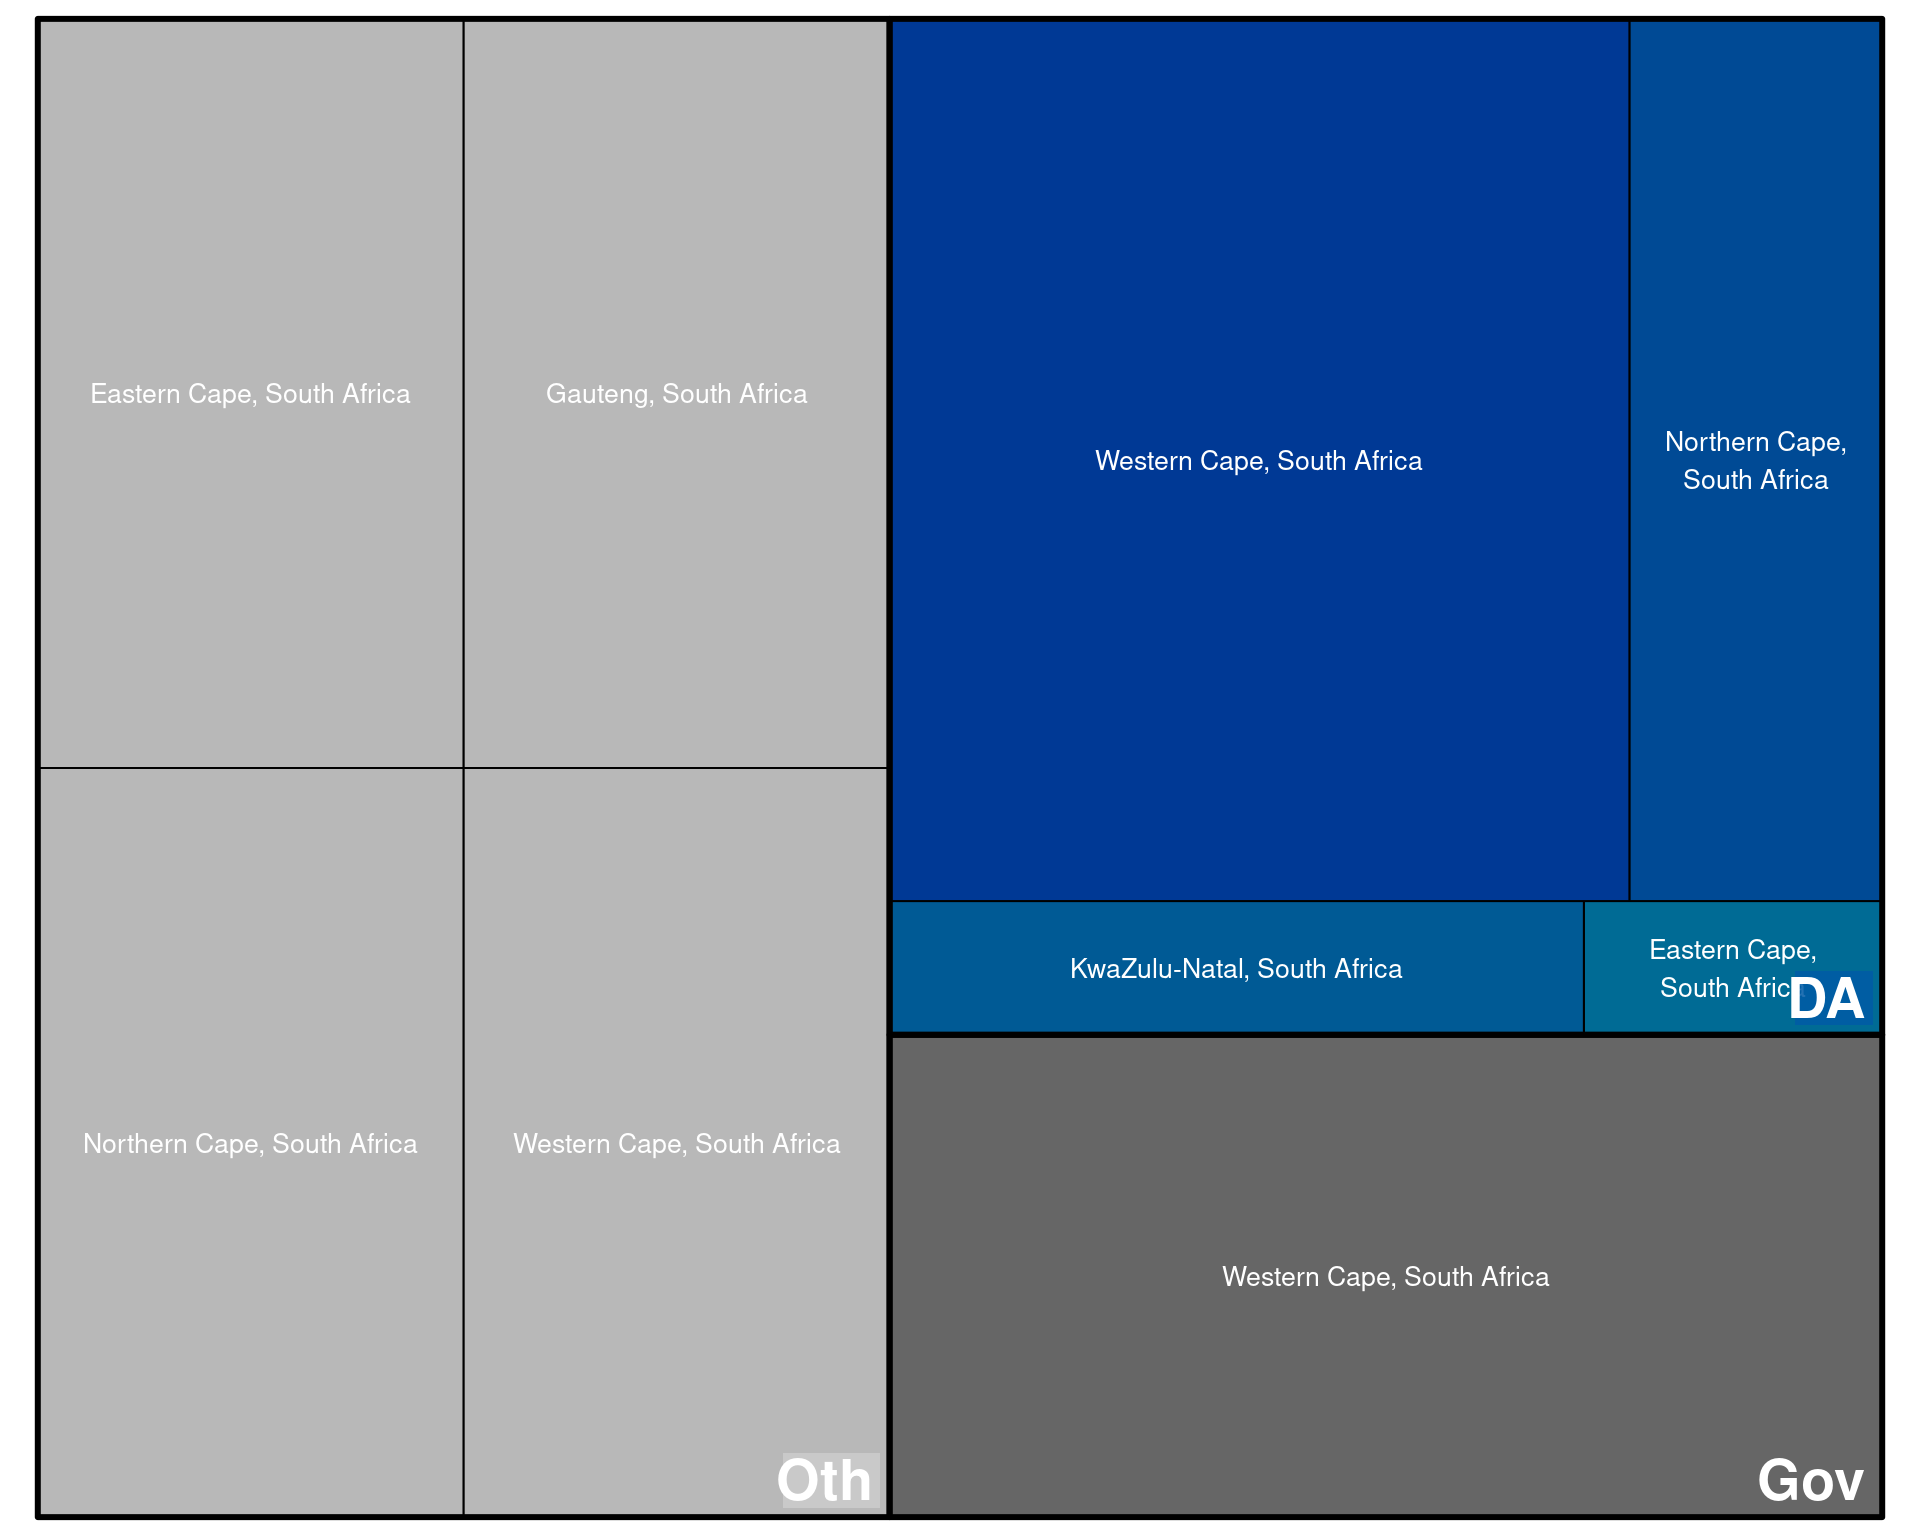 Eastern Cape, South Africa
Gauteng, South Africa
Northern Cape, South Africa
Western Cape, South Africa
Oth
Western Cape, South Africa
Northern Cape,
South Africa
KwaZulu-Natal, South Africa
Eastern Cape,
South Africa
DA
Western Cape, South Africa
Gov